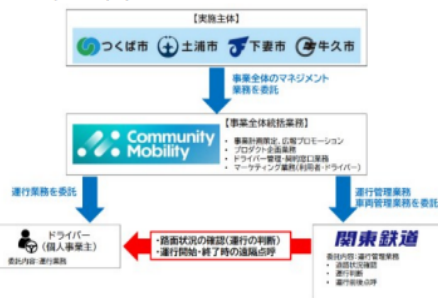 【実施主体】
つくば市 土浦市 下妻市 牛久市
事業全体のマネジメント
業務を委託
【事業全体統括業務】
Community
Mobility
• 事業計画限定、広報プロモーション
• プロダクト企画業務
• ドライバー管理・契約窓口業務
• マーケティング業務(利用者・ドライバー)
運行業務を委託
運行管理業務
車両管理業務を委託
ドライバー
(個人事業主)
委託内容:運行業務
・路面状況の確認(運行の判断)
・運行開始・終了時の遠隔点呼
関東鉄道
委託内容:運行管理業務
• 道路状況確認
• 運行判断
• 運行前後点呼